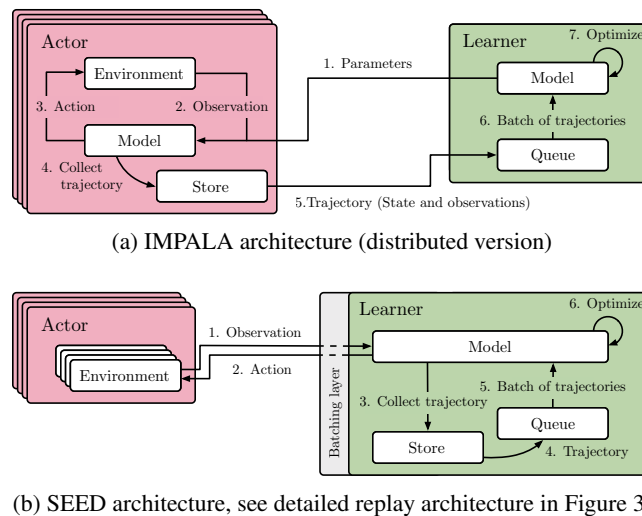 Actor
Environment
3. Action
2. Observation
Model
4. Collect
trajectory
Store
1. Parameters
5.Trajectory (State and observations)
Learner
7. Optimize
Model
6. Batch of trajectories
Queue
(a) IMPALA architecture (distributed version)
Actor
Environment
1. Observation
2. Action
Batching layer
Learner
6. Optimize
Model
3. Collect trajectory
5. Batch of trajectories
Queue
Store
4. Trajectory
(b) SEED architecture, see detailed replay architecture in Figure 3